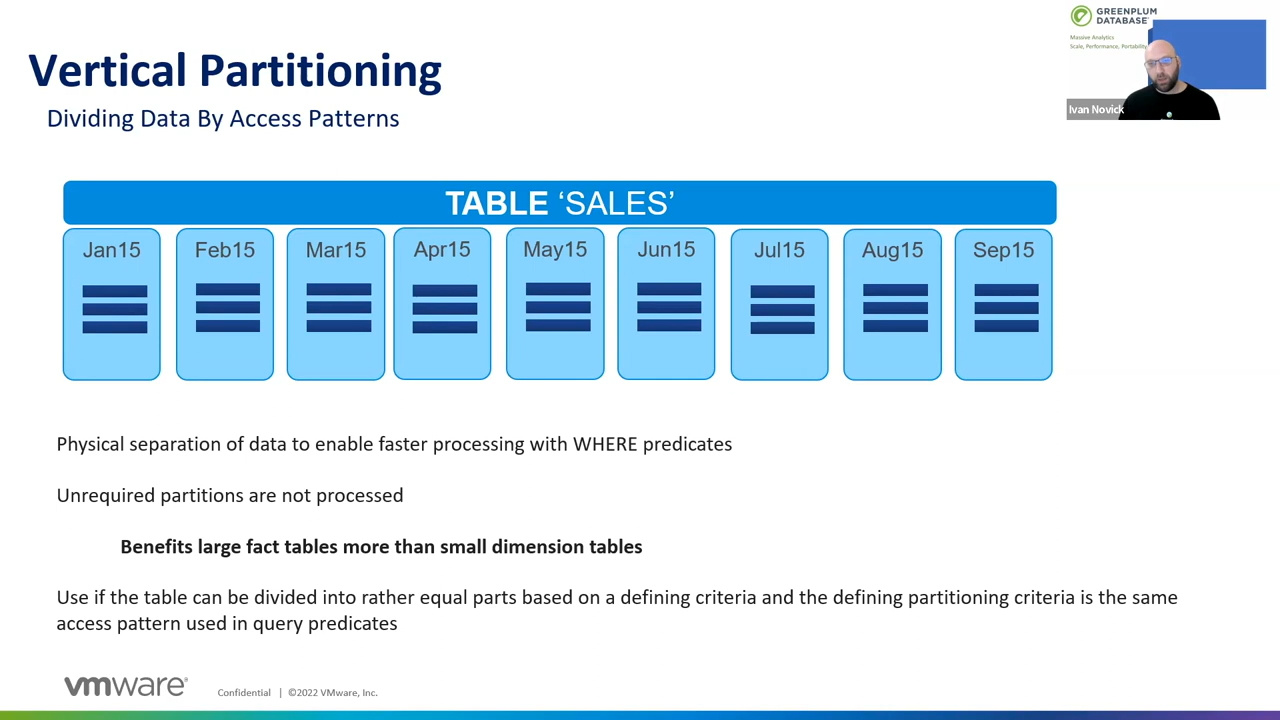 Vertical Partitioning
Dividing Data By Access Patterns
GREENPLUM
DATABASE
Massive Analytics
Scale, Performance, Portability,
Ivan Novick
TABLE ‘SALES’
Jan15 Feb15 Mar15 Apr15 May15 Jun15 Jul15 Aug15 Sep15
Physical separation of data to enable faster processing with WHERE predicates
Unrequired partitions are not processed
Benefits large fact tables more than small dimension tables
Use if the table can be divided into rather equal parts based on a defining criteria and the defining partitioning criteria is the same
access pattern used in query predicates
vmware® Confidential | ©2022 VMware, Inc.